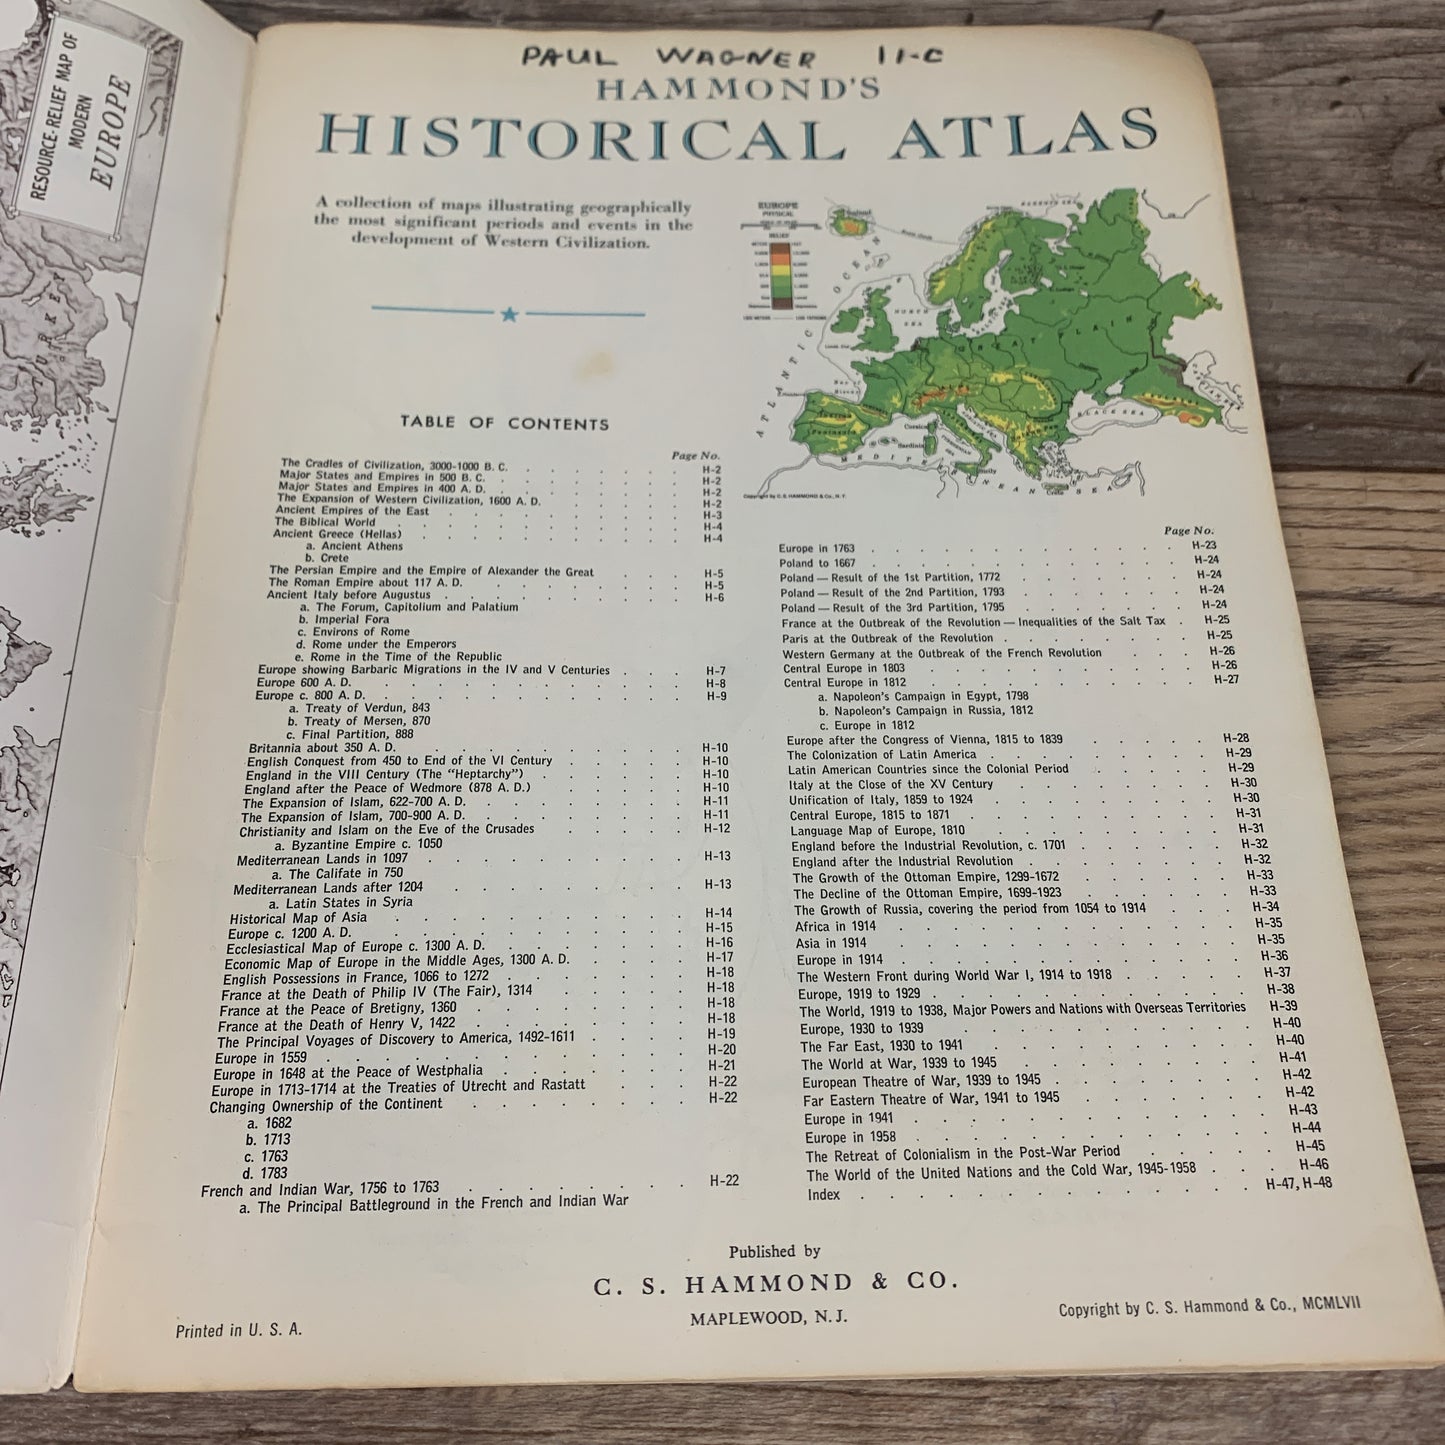 RESOURCE-RELIEF MAP OF
MODERN
EUROPE
PAUL WAGNER 11-C
HAMMOND'S
HISTORICAL ATLAS
A collection of maps illustrating geographically
the most significant periods and events in the
development of Western Civilization.
EUROPE
PHYSICAL
RELIEF
ATLANTIC OCEAN
NORTH SEA
GREAT PLAIN
BLACK SEA
MEDITERRANEAN SEA
Corsica
Sardinia
Copyright by C. S. HAMMOND & Co., N. Y.
TABLE OF CONTENTS
Page No.
The Cradles of Civilization, 3000-1000 B. C. H-2
Major States and Empires in 500 B. C. H-2
Major States and Empires in 400 A. D. H-2
The Expansion of Western Civilization, 1600 A. D. H-2
Ancient Empires of the East H-3
The Biblical World H-4
Ancient Greece (Hellas) H-4
a. Ancient Athens
b. Crete
The Persian Empire and the Empire of Alexander the Great H-5
The Roman Empire about 117 A. D. H-5
Ancient Italy before Augustus H-6
a. The Forum, Capitolium and Palatium
b. Imperial Fora
c. Environs of Rome
d. Rome under the Emperors
e. Rome in the Time of the Republic
Europe showing Barbaric Migrations in the IV and V Centuries H-7
Europe 600 A. D. H-8
Europe c. 800 A. D. H-9
a. Treaty of Verdun, 843
b. Treaty of Mersen, 870
c. Final Partition, 888
Britannia about 350 A. D. H-10
English Conquest from 450 to End of the VI Century H-10
England in the VIII Century (The "Heptarchy") H-10
England after the Peace of Wedmore (878 A. D.) H-10
The Expansion of Islam, 622-700 A. D. H-11
The Expansion of Islam, 700-900 A. D. H-11
Christianity and Islam on the Eve of the Crusades H-12
a. Byzantine Empire c. 1050
Mediterranean Lands in 1097 H-13
a. The Califate in 750
Mediterranean Lands after 1204 H-13
a. Latin States in Syria
Historical Map of Asia H-14
Europe c. 1200 A. D. H-15
Ecclesiastical Map of Europe c. 1300 A. D. H-16
Economic Map of Europe in the Middle Ages, 1300 A. D. H-17
English Possessions in France, 1066 to 1272 H-18
France at the Death of Philip IV (The Fair), 1314 H-18
France at the Peace of Bretigny, 1360 H-18
France at the Death of Henry V, 1422 H-18
The Principal Voyages of Discovery to America, 1492-1611 H-19
Europe in 1559 H-20
Europe in 1648 at the Peace of Westphalia H-21
Europe in 1713-1714 at the Treaties of Utrecht and Rastatt H-22
Changing Ownership of the Continent H-22
a. 1682
b. 1713
c. 1763
d. 1783
French and Indian War, 1756 to 1763 H-22
a. The Principal Battleground in the French and Indian War
Page No.
Europe in 1763 H-23
Poland to 1667 H-24
Poland — Result of the 1st Partition, 1772 H-24
Poland — Result of the 2nd Partition, 1793 H-24
Poland — Result of the 3rd Partition, 1795 H-24
France at the Outbreak of the Revolution — Inequalities of the Salt Tax H-25
Paris at the Outbreak of the Revolution H-25
Western Germany at the Outbreak of the French Revolution H-26
Central Europe in 1803 H-26
Central Europe in 1812 H-27
a. Napoleon's Campaign in Egypt, 1798
b. Napoleon's Campaign in Russia, 1812
c. Europe in 1812
Europe after the Congress of Vienna, 1815 to 1839 H-28
The Colonization of Latin America H-29
Latin American Countries since the Colonial Period H-29
Italy at the Close of the XV Century H-30
Unification of Italy, 1859 to 1924 H-30
Central Europe, 1815 to 1871 H-31
Language Map of Europe, 1810 H-31
England before the Industrial Revolution, c. 1701 H-32
England after the Industrial Revolution H-32
The Growth of the Ottoman Empire, 1299-1672 H-33
The Decline of the Ottoman Empire, 1699-1923 H-33
The Growth of Russia, covering the period from 1054 to 1914 H-34
Africa in 1914 H-35
Asia in 1914 H-35
Europe in 1914 H-36
The Western Front during World War I, 1914 to 1918 H-37
Europe, 1919 to 1929 H-38
The World, 1919 to 1938, Major Powers and Nations with Overseas Territories H-39
Europe, 1930 to 1939 H-40
The Far East, 1930 to 1941 H-40
The World at War, 1939 to 1945 H-41
European Theatre of War, 1939 to 1945 H-42
Far Eastern Theatre of War, 1941 to 1945 H-42
Europe in 1941 H-43
Europe in 1958 H-44
The Retreat of Colonialism in the Post-War Period H-45
The World of the United Nations and the Cold War, 1945-1958 H-46
Index H-47, H-48
Published by
C. S. HAMMOND & CO.
MAPLEWOOD, N. J.
Printed in U. S. A.
Copyright by C. S. Hammond & Co., MCMLVII